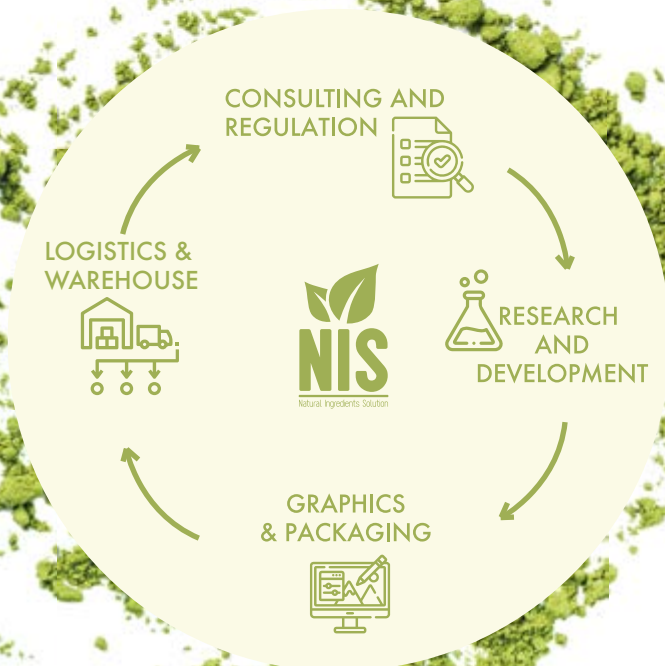 CONSULTING AND
REGULATION
LOGISTICS &
WAREHOUSE
RESEARCH
AND
DEVELOPMENT
NIS
Natural Ingredients Solution
GRAPHICS
& PACKAGING